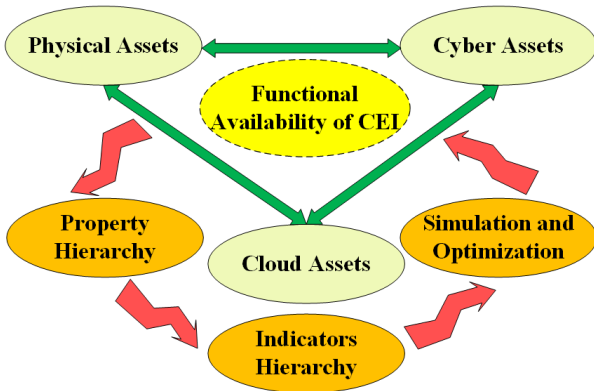 Physical Assets
Cyber Assets
Functional
Availability of CEI
Property
Hierarchy
Simulation and
Optimization
Cloud Assets
Indicators
Hierarchy